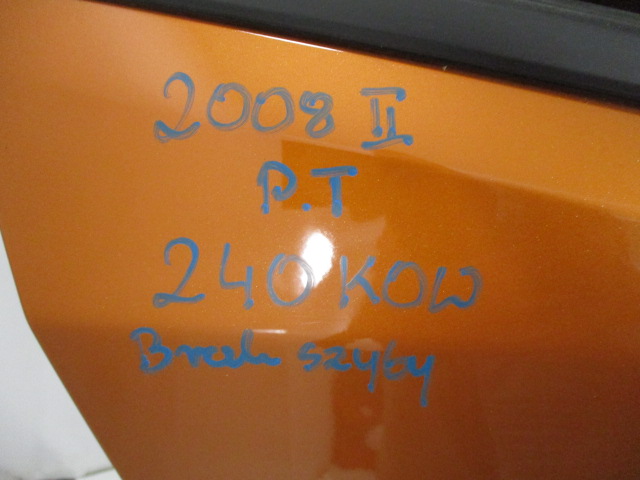 2008 II
P.T
240 KOW
Brak szyby